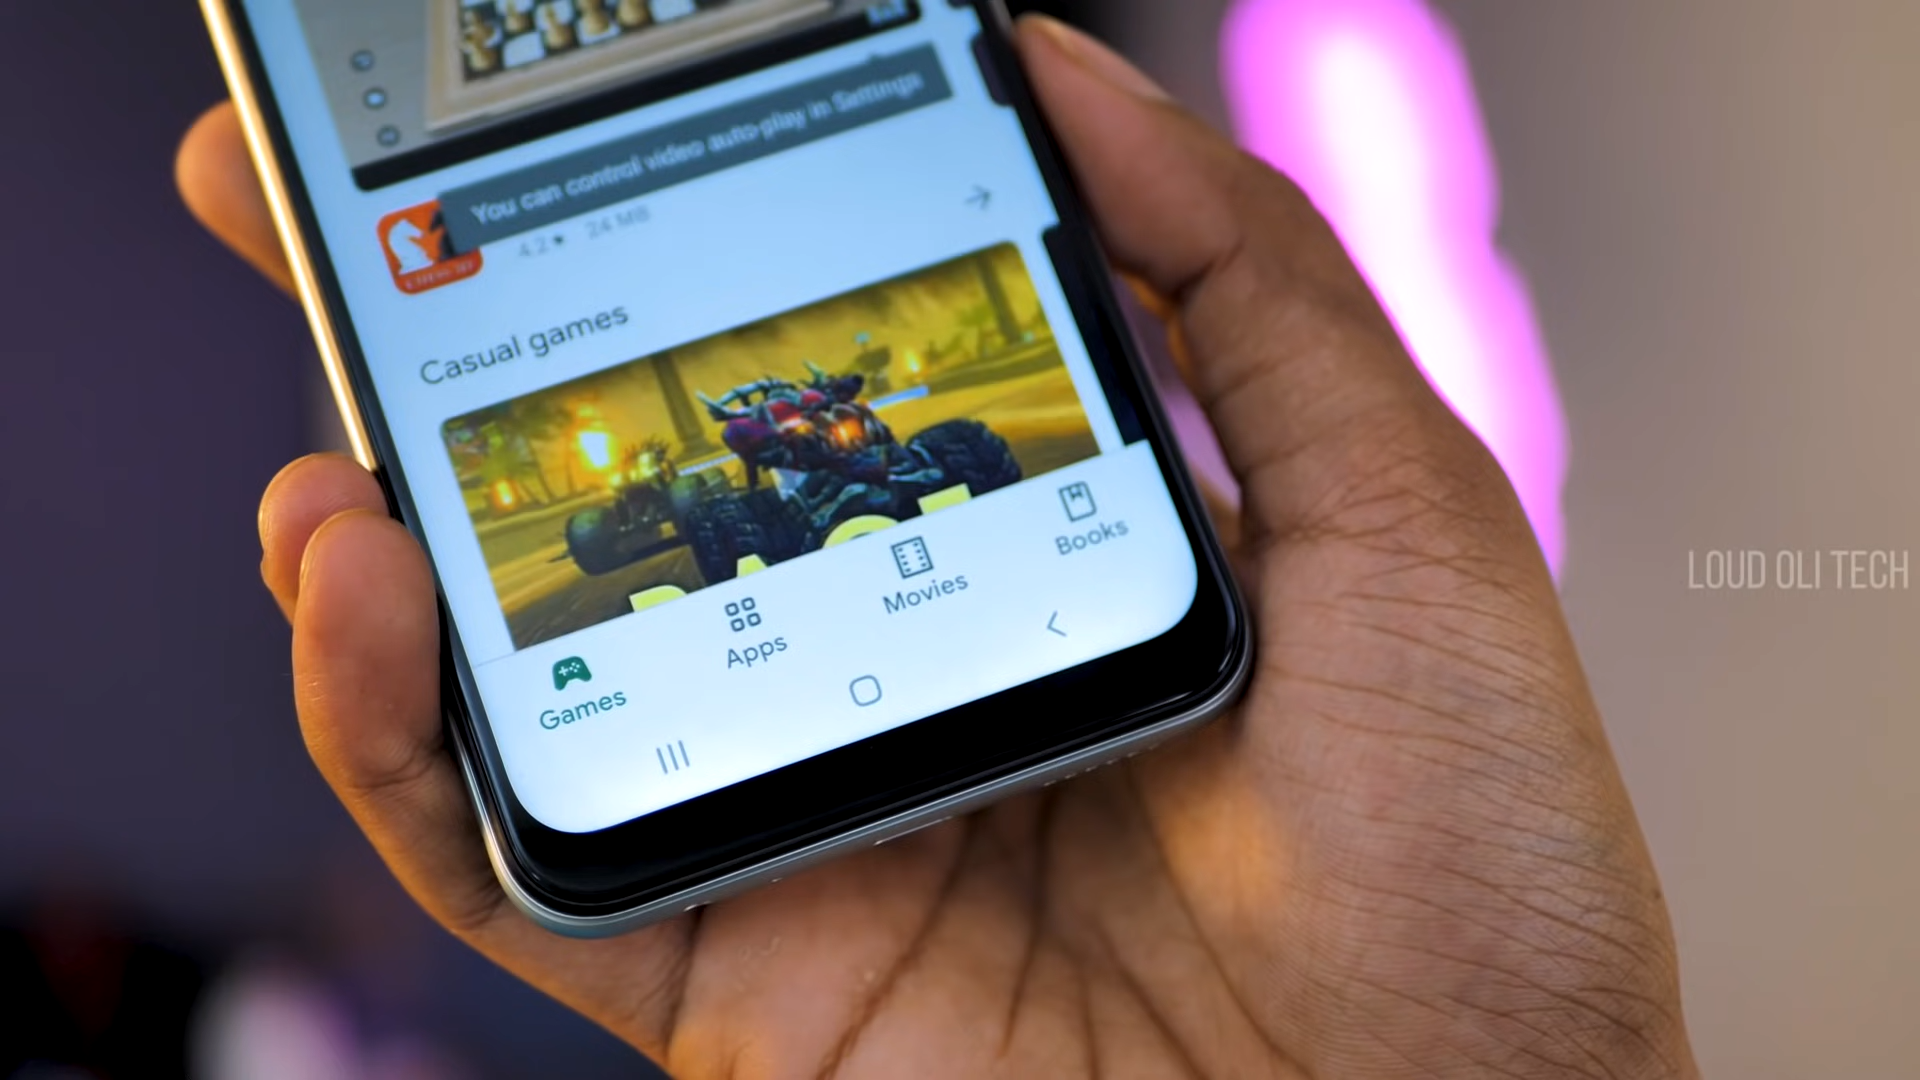 You can control video auto-play in Settings
4.2★ 24 MB
Casual games
Games
Apps
Movies
Books
LOUD OLI TECH